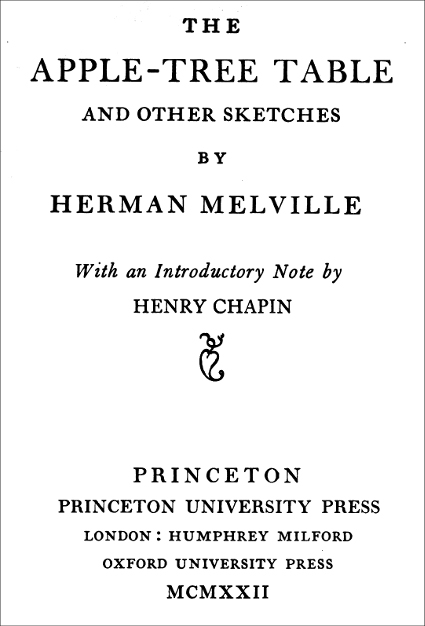 THE
APPLE-TREE TABLE
AND OTHER SKETCHES
BY
HERMAN MELVILLE
With an Introductory Note by
HENRY CHAPIN
PRINCETON
PRINCETON UNIVERSITY PRESS
LONDON: HUMPHREY MILFORD
OXFORD UNIVERSITY PRESS
MCMXXII